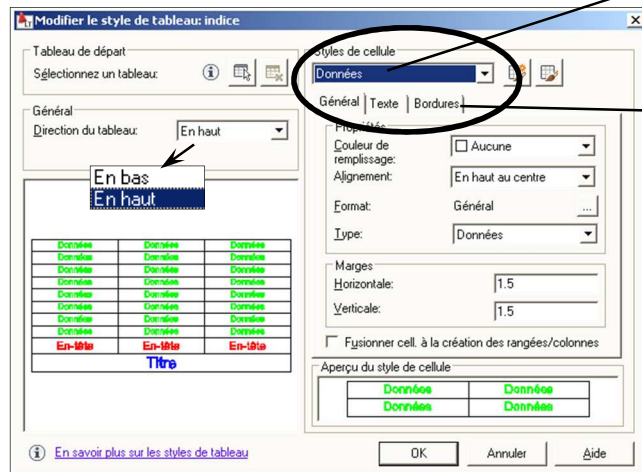 Modifier le style de tableau: indice
Tableau de départ
Sélectionnez un tableau:
Général
Direction du tableau: En haut
En bas
En haut
Données Données Données
Données Données Données
Données Données Données
Données Données Données
Données Données Données
Données Données Données
Données Données Données
Données Données Données
En-tête En-tête En-tête
Titre
En savoir plus sur les styles de tableau
Styles de cellule
Données
Général Texte Bordures
Propriétés
Couleur de remplissage: Aucune
Alignement: En haut au centre
Format: Général ...
Type: Données
Marges
Horizontale: 1.5
Verticale: 1.5
Fusionner cell. à la création des rangées/colonnes
Aperçu du style de cellule
Données Données
Données Données
OK Annuler Aide